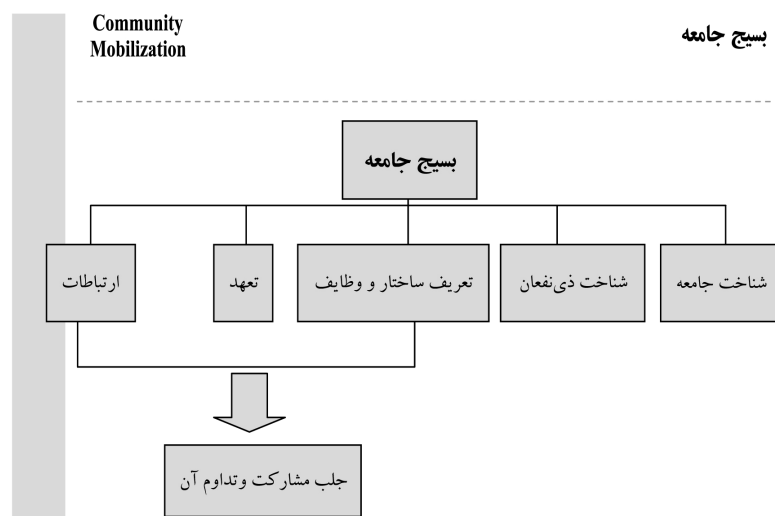 Community
Mobilization
بسیج جامعه
بسیج جامعه
شناخت جامعه
شناخت ذی‌نفعان
تعریف ساختار و وظایف
تعهد
ارتباطات
جلب مشارکت وتداوم آن